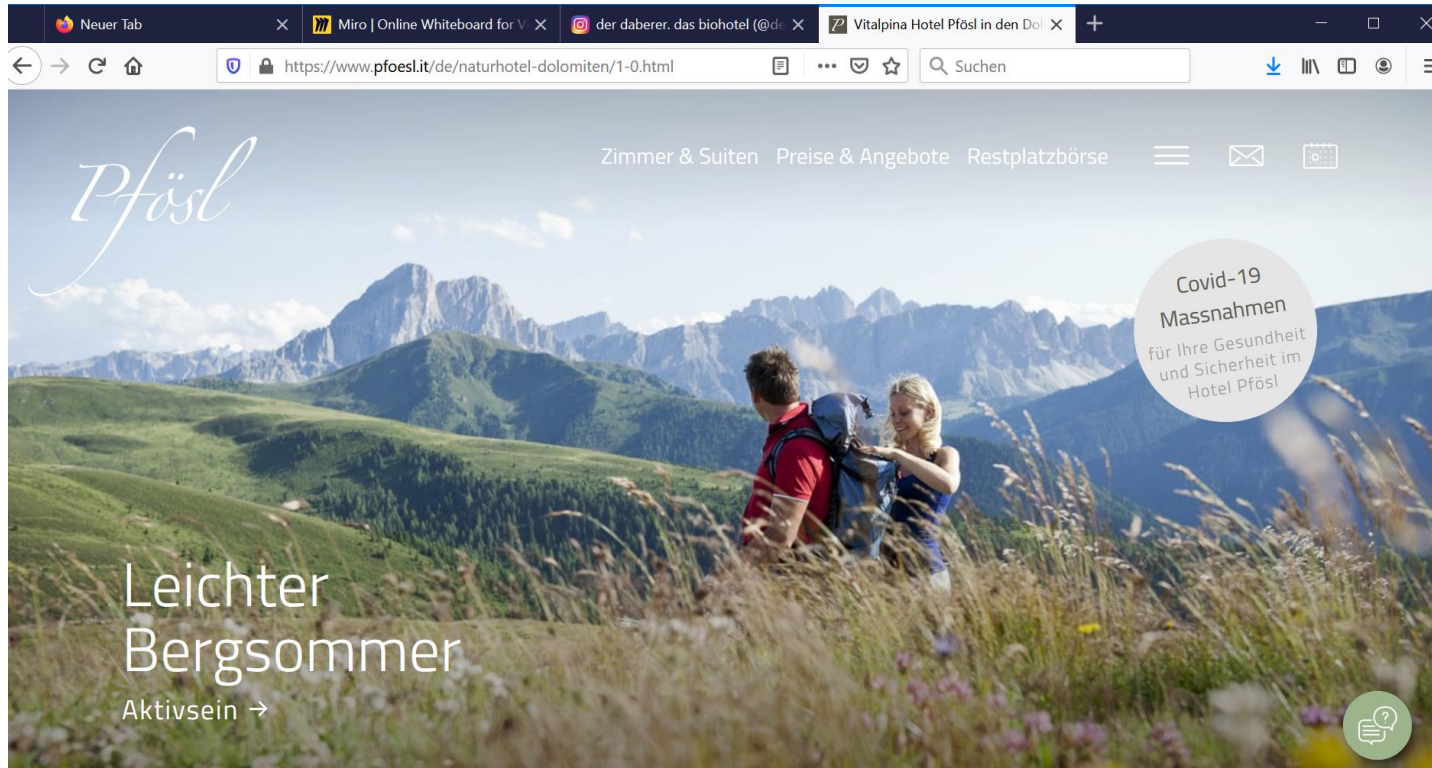 Neuer Tab
Miro | Online Whiteboard for Vi
der daberer. das biohotel (@de
Vitalpina Hotel Pfösl in den Dol
https://www.pfoesl.it/de/naturhotel-dolomiten/1-0.html
Suchen
Pfösl
Zimmer & Suiten Preise & Angebote Restplatzbörse
Covid-19
Massnahmen
für Ihre Gesundheit
und Sicherheit im
Hotel Pfösl
Leichter
Bergsommer
Aktivsein →